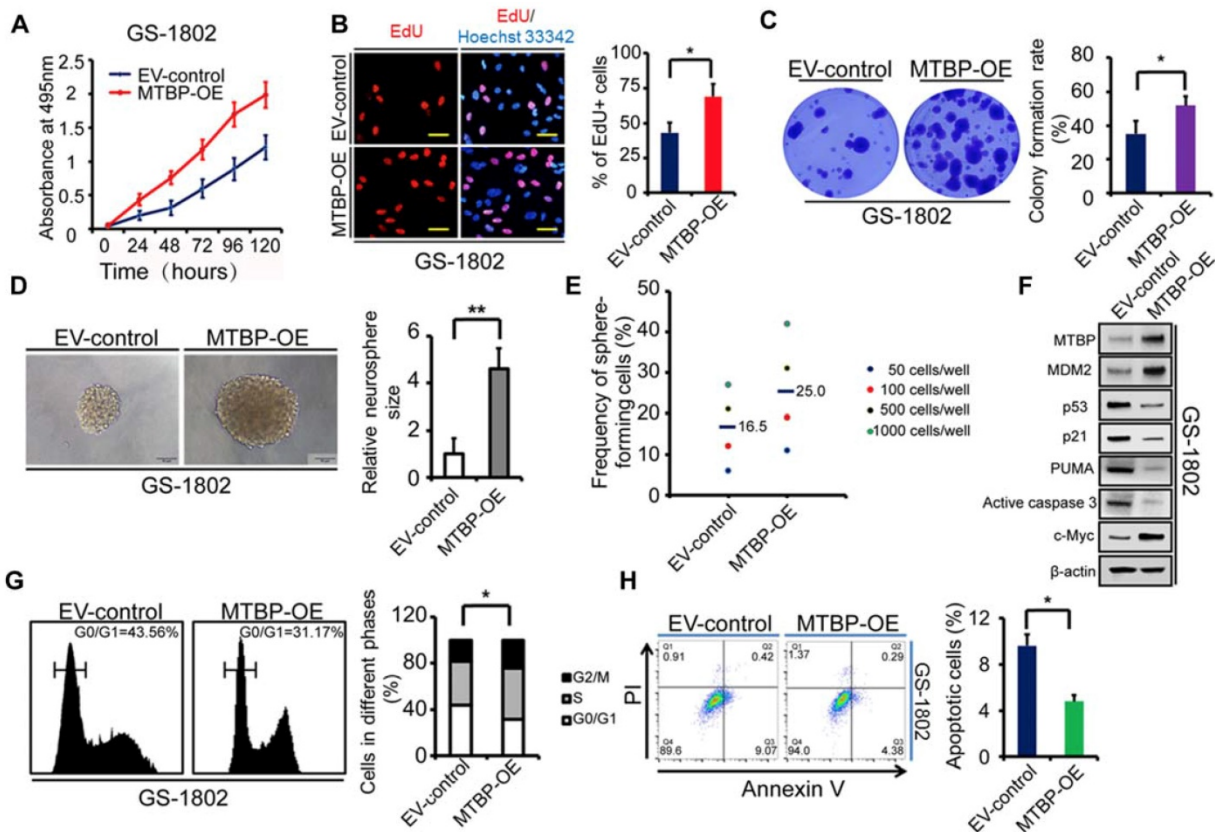 A
GS-1802
Absorbance at 495nm
2.5
2
1.5
1
0.5
0
EV-control
MTBP-OE
0 24 48 72 96 120
Time (hours)
B
EdU
EdU/
Hoechst 33342
EV-control
MTBP-OE
GS-1802
% of EdU+ cells
100
75
50
25
0
*
EV-control
MTBP-OE
C
EV-control
MTBP-OE
GS-1802
Colony formation rate
(%)
80
60
40
20
0
*
EV-control
MTBP-OE
D
EV-control
MTBP-OE
GS-1802
Relative neurosphere
size
6
4
2
0
**
EV-control
MTBP-OE
E
Frequency of sphere-
forming cells (%)
50
40
30
20
10
0
16.5
25.0
50 cells/well
100 cells/well
500 cells/well
1000 cells/well
EV-control
MTBP-OE
F
EV-control
MTBP-OE
MTBP
MDM2
p53
p21
PUMA
Active caspase 3
c-Myc
β-actin
GS-1802
G
EV-control
MTBP-OE
G0/G1=43.56%
G0/G1=31.17%
GS-1802
Cells in different phases
(%)
120
80
40
0
*
G2/M
S
G0/G1
EV-control
MTBP-OE
H
EV-control
MTBP-OE
Q1
0.91
Q2
0.42
Q4
89.6
Q3
9.07
Q1
1.37
Q2
0.29
Q4
94.0
Q3
4.38
PI
Annexin V
GS-1802
Apoptotic cells (%)
12
8
4
0
*
EV-control
MTBP-OE